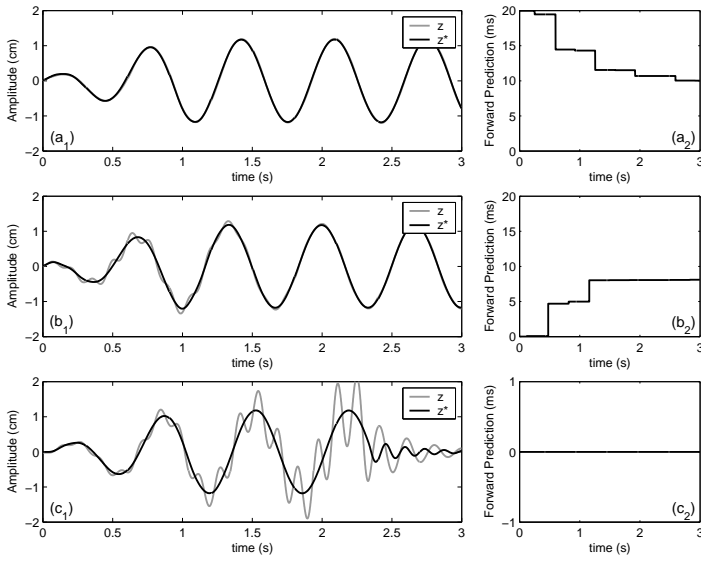 2
1
0
−1
−2
Amplitude (cm)
0 0.5 1 1.5 2 2.5 3
time (s)
(a1)
z
z*
20
15
10
5
0
Forward Prediction (ms)
0 1 2 3
time (s)
(a2)
2
1
0
−1
−2
Amplitude (cm)
0 0.5 1 1.5 2 2.5 3
time (s)
(b1)
z
z*
20
15
10
5
0
Forward Prediction (ms)
0 1 2 3
time (s)
(b2)
2
1
0
−1
−2
Amplitude (cm)
0 0.5 1 1.5 2 2.5 3
time (s)
(c1)
z
z*
1
0
−1
Forward Prediction (ms)
0 1 2 3
time (s)
(c2)